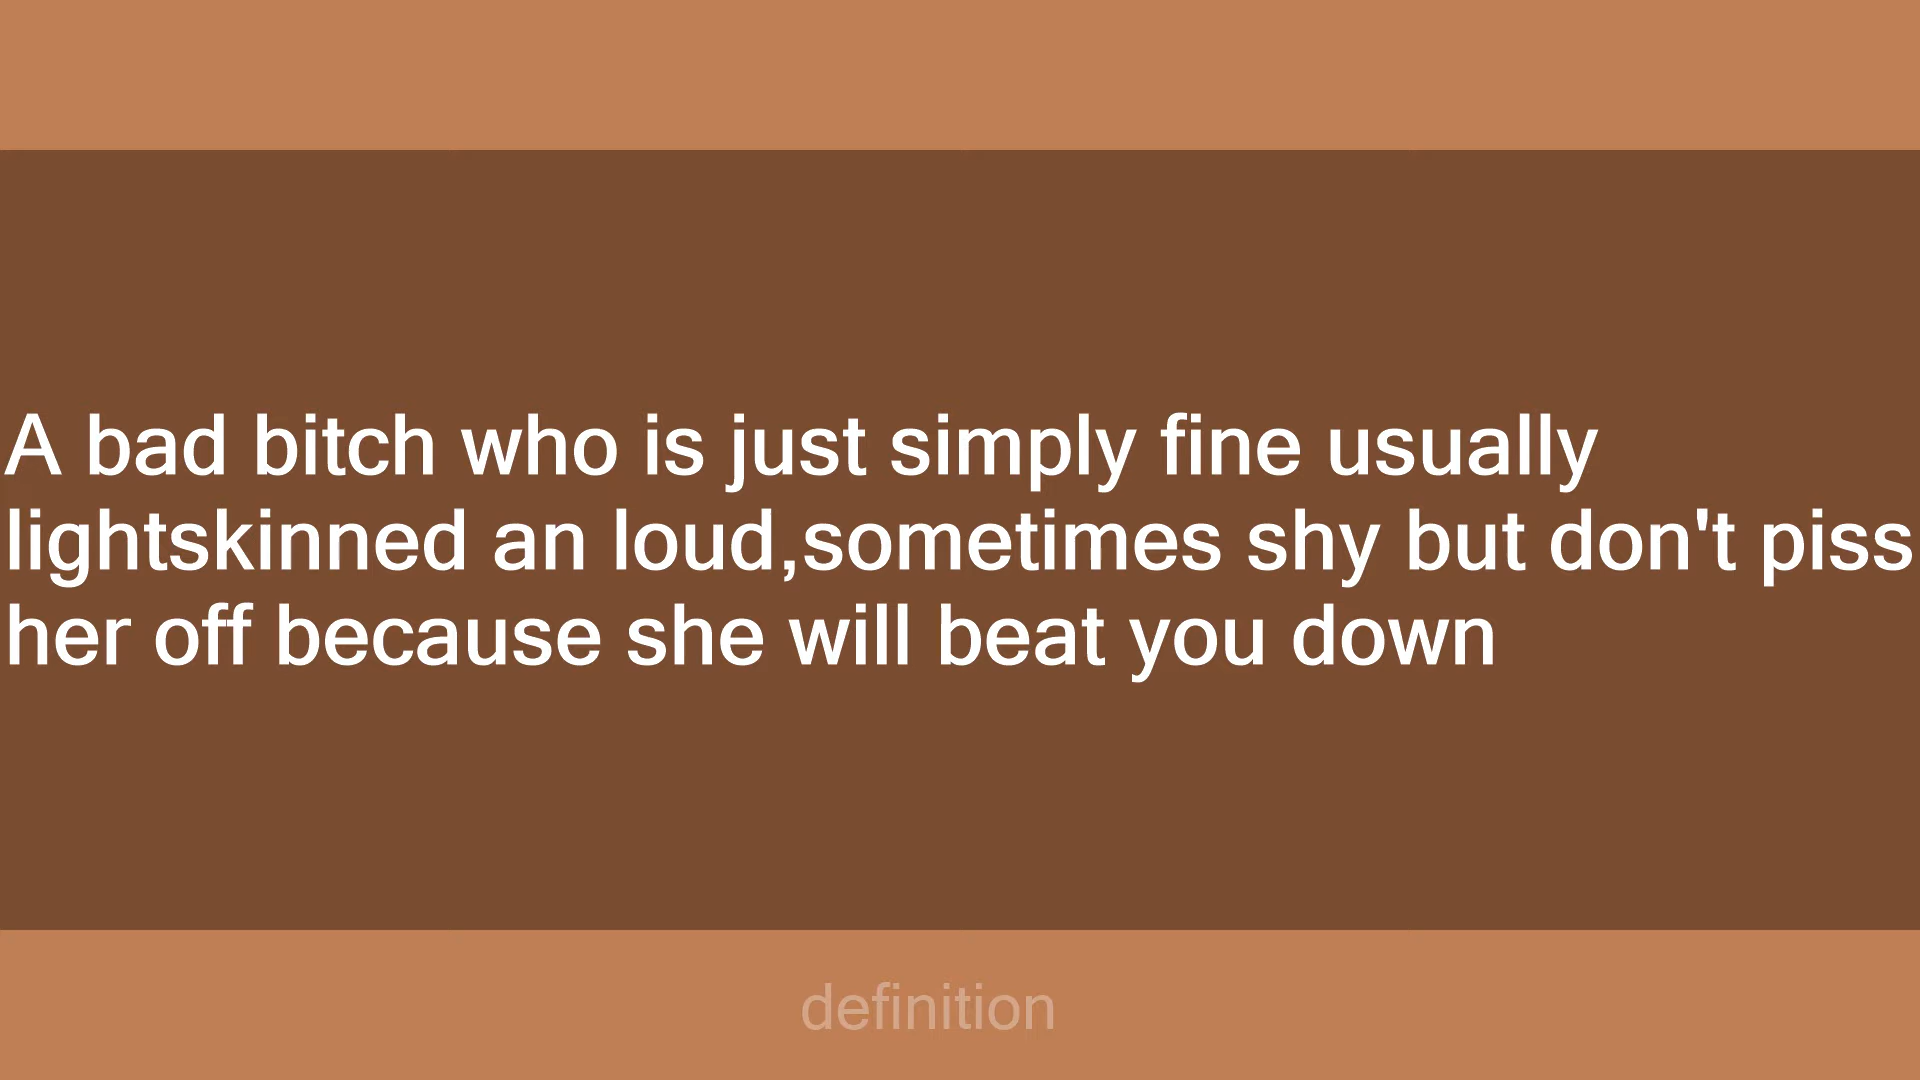 A bad bitch who is just simply fine usually
lightskinned an loud,sometimes shy but don't piss
her off because she will beat you down
definition